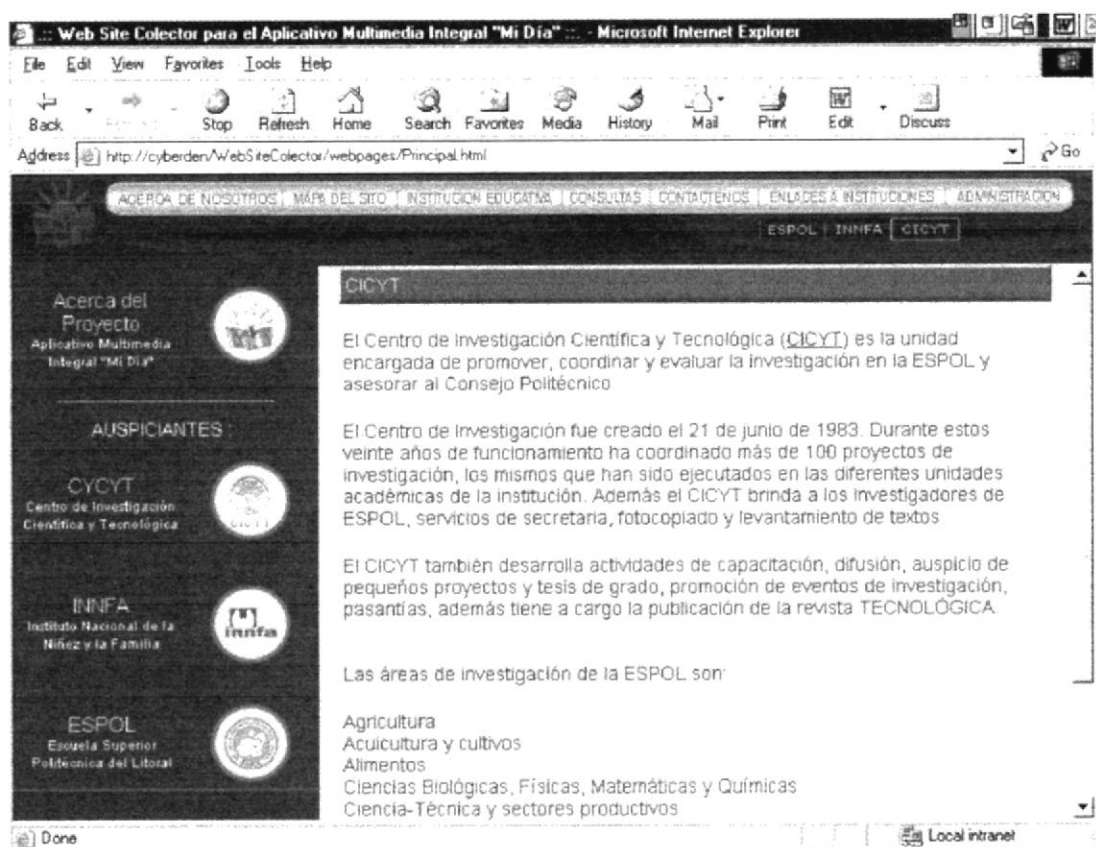 .:: Web Site Colector para el Aplicativo Multimedia Integral "Mi Día" ::. - Microsoft Internet Explorer
File Edit View Favorites Tools Help
Back Stop Refresh Home Search Favorites Media History Mail Print Edit Discuss
Address http://cyberden/WebSiteColector/webpages/Principal.html Go
ACERCA DE NOSOTROS | MAPA DEL SITIO | INSTITUCION EDUCATIVA | CONSULTAS | CONTACTENOS | ENLACES A INSTITUCIONES | ADMINISTRACION
ESPOL | INNFA | CICYT
Acerca del
Proyecto
Aplicativo Multimedia
Integral "Mi Día"
AUSPICIANTES :
CYCYT
Centro de Investigación
Científica y Tecnológica
CICYT
INNFA
Instituto Nacional de la
Niñez y la Familia
innfa
ESPOL
Escuela Superior
Politécnica del Litoral
CICYT
El Centro de Investigación Científica y Tecnológica (CICYT) es la unidad
encargada de promover, coordinar y evaluar la investigación en la ESPOL y
asesorar al Consejo Politécnico
El Centro de Investigación fue creado el 21 de junio de 1983. Durante estos
veinte años de funcionamiento ha coordinado más de 100 proyectos de
investigación, los mismos que han sido ejecutados en las diferentes unidades
académicas de la institución. Además el CICYT brinda a los investigadores de
ESPOL, servicios de secretaria, fotocopiado y levantamiento de textos
El CICYT también desarrolla actividades de capacitación, difusión, auspicio de
pequeños proyectos y tesis de grado, promoción de eventos de investigación,
pasantías, además tiene a cargo la publicación de la revista TECNOLÓGICA.
Las áreas de investigación de la ESPOL son:
Agricultura
Acuicultura y cultivos
Alimentos
Ciencias Biológicas, Físicas, Matemáticas y Químicas
Ciencia-Técnica y sectores productivos
Done Local intranet